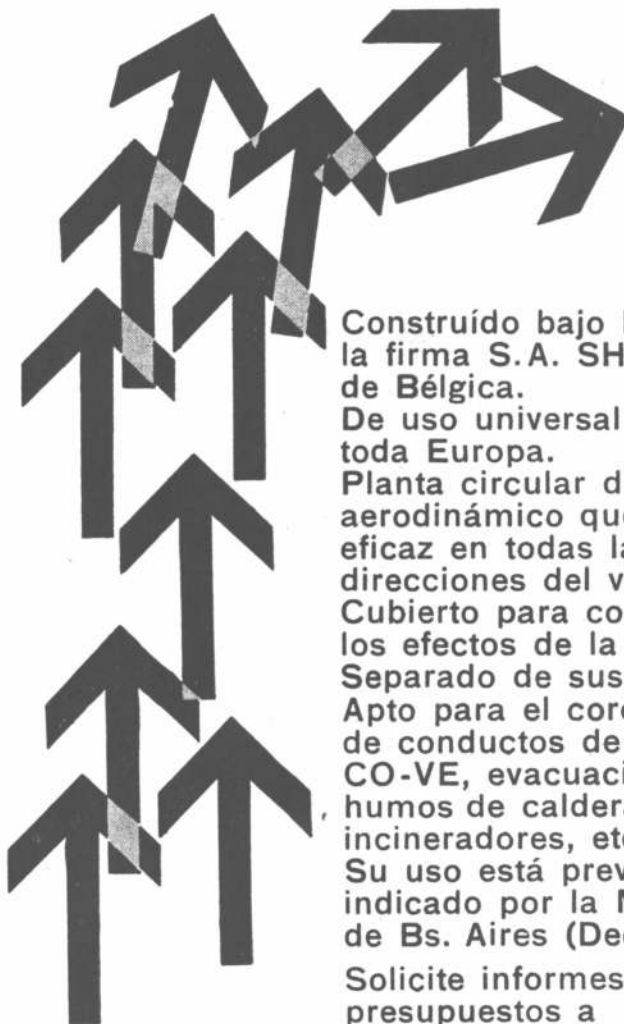 Construído bajo
la firma S.A. SH
de Bélgica.
De uso universal
toda Europa.
Planta circular d
aerodinámico que
eficaz en todas la
direcciones del v
Cubierto para co
los efectos de la
Separado de sus
Apto para el coro
de conductos de
CO-VE, evacuaci
humos de caldera
incineradores, etc
Su uso está prev
indicado por la M
de Bs. Aires (Dec
Solicite informes
presupuestos a